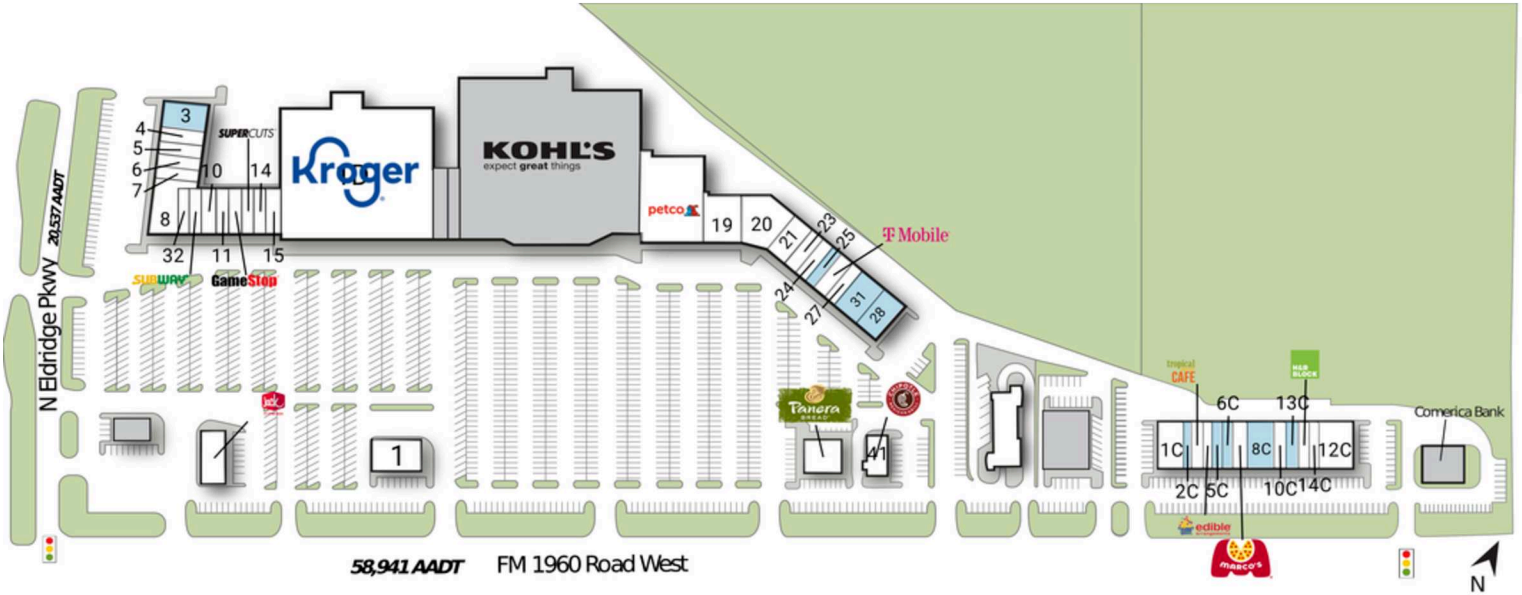 3
4
5
6
7
8
32
10
SUPERCUTS
14
11
15
SUBWAY
GameStop
Kroger
D
KOHL'S
expect great things
petco
19
20
21
23
25
T Mobile
24
27
31
28
N Eldridge Pkwy
20,537 AADT
Jack
1
Panera
BREAD
CHIPOTLE
41
tropical
CAFE
H&R
BLOCK
6C
13C
Comerica Bank
1C
8C
12C
2C
5C
10C
14C
edible
MARCO'S
58,941 AADT
FM 1960 Road West
N